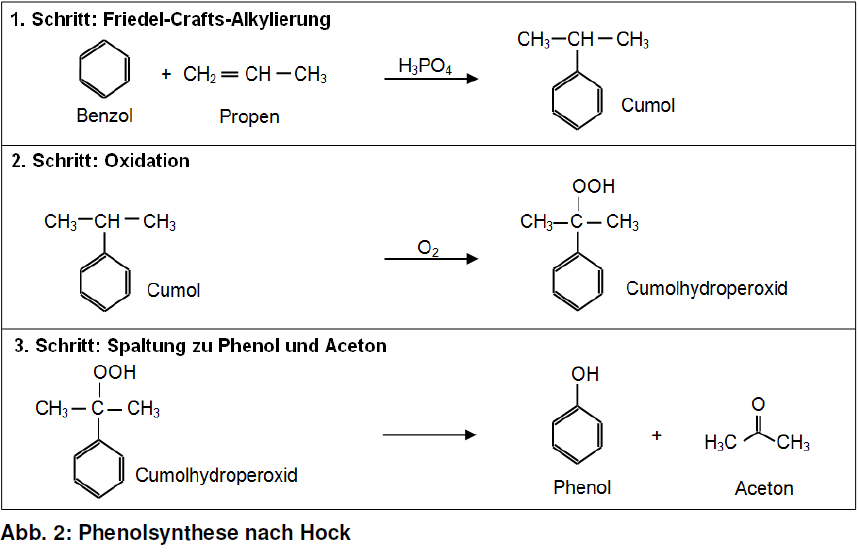 1. Schritt: Friedel-Crafts-Alkylierung
Benzol
+ CH₂=CH−CH₃
Propen
H₃PO₄
CH₃−CH−CH₃
Cumol
2. Schritt: Oxidation
CH₃−CH−CH₃
Cumol
O₂
OOH
CH₃−C−CH₃
Cumolhydroperoxid
3. Schritt: Spaltung zu Phenol und Aceton
OOH
CH₃−C−CH₃
Cumolhydroperoxid
OH
Phenol
+
O
H₃C CH₃
Aceton
Abb. 2: Phenolsynthese nach Hock